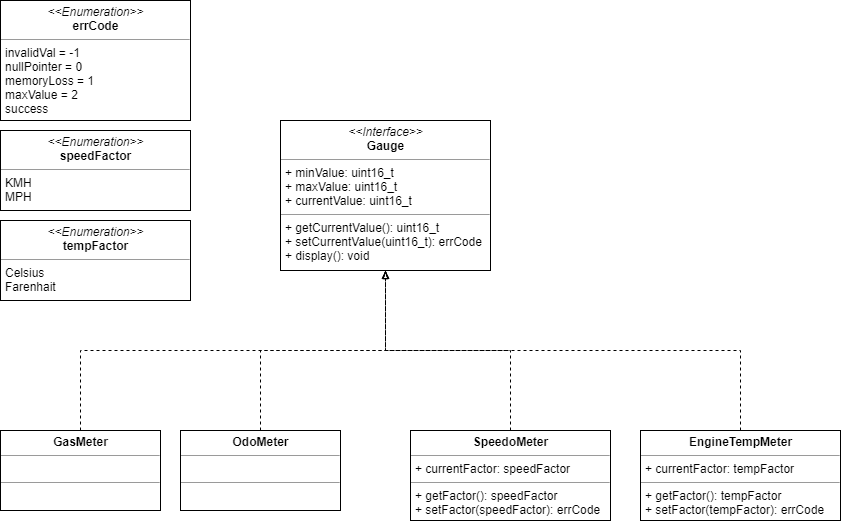 <<Enumeration>>
errCode
invalidVal = -1
nullPointer = 0
memoryLoss = 1
maxValue = 2
success
<<Enumeration>>
speedFactor
KMH
MPH
<<Enumeration>>
tempFactor
Celsius
Farenhait
<<Interface>>
Gauge
+ minValue: uint16_t
+ maxValue: uint16_t
+ currentValue: uint16_t
+ getCurrentValue(): uint16_t
+ setCurrentValue(uint16_t): errCode
+ display(): void
GasMeter
OdoMeter
SpeedoMeter
+ currentFactor: speedFactor
+ getFactor(): speedFactor
+ setFactor(speedFactor): errCode
EngineTempMeter
+ currentFactor: tempFactor
+ getFactor(): tempFactor
+ setFactor(tempFactor): errCode